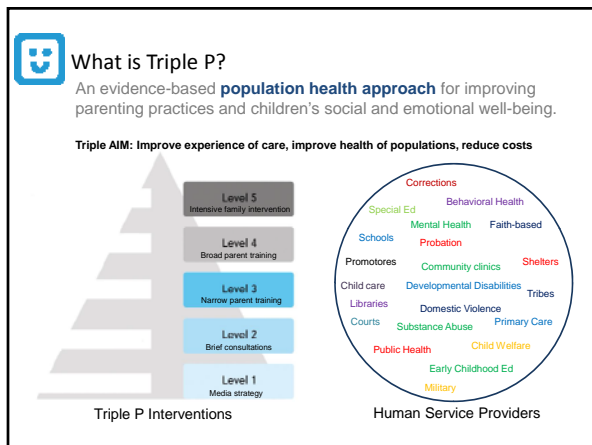 What is Triple P?
An evidence-based population health approach for improving
parenting practices and children's social and emotional well-being.
Triple AIM: Improve experience of care, improve health of populations, reduce costs
Level 5
Intensive family intervention
Level 4
Broad parent training
Level 3
Narrow parent training
Level 2
Brief consultations
Level 1
Media strategy
Triple P Interventions
Corrections
Behavioral Health
Special Ed
Mental Health
Faith-based
Schools
Probation
Promotores
Community clinics
Shelters
Child care
Developmental Disabilities
Tribes
Libraries
Domestic Violence
Courts
Substance Abuse
Primary Care
Public Health
Child Welfare
Early Childhood Ed
Military
Human Service Providers